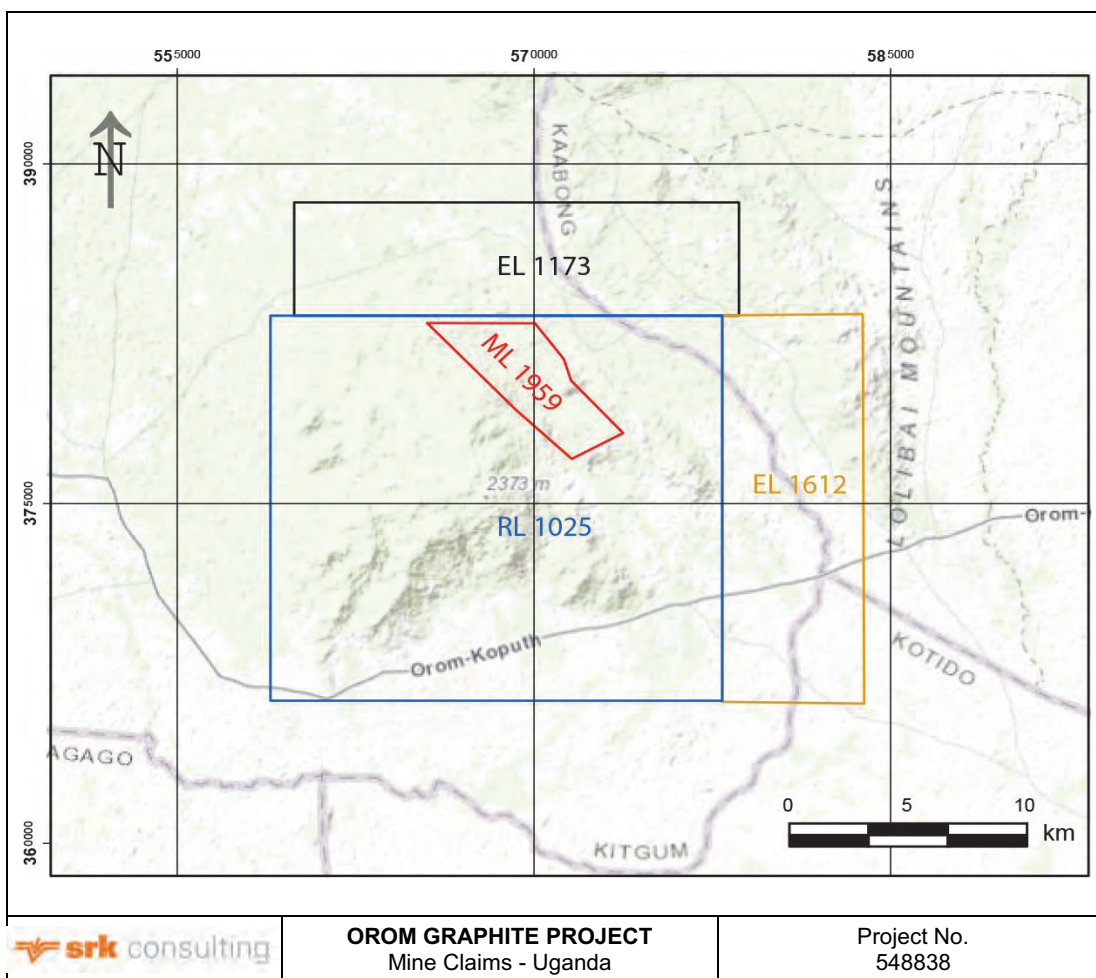 555000
570000
585000
390000
375000
360000
N
KAABONG
EL 1173
ML 1959
LOLIBAI MOUNTAINS
2373 m
EL 1612
RL 1025
Orom-
Orom-Koputh
KOTIDO
AGAGO
KITGUM
0 5 10
km
srk consulting
OROM GRAPHITE PROJECT
Mine Claims - Uganda
Project No.
548838